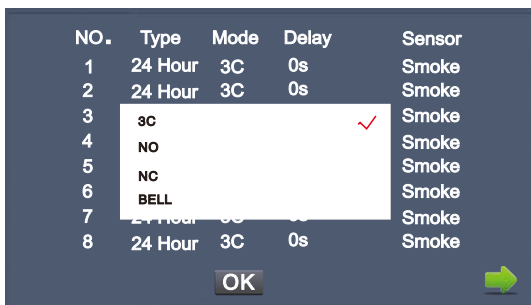 NO. Type Mode Delay Sensor
1 24 Hour 3C 0s Smoke
2 24 Hour 3C 0s Smoke
3 Smoke
4 Smoke
5 Smoke
6 Smoke
7 Smoke
8 24 Hour 3C 0s Smoke
3C
NO
NC
BELL
OK